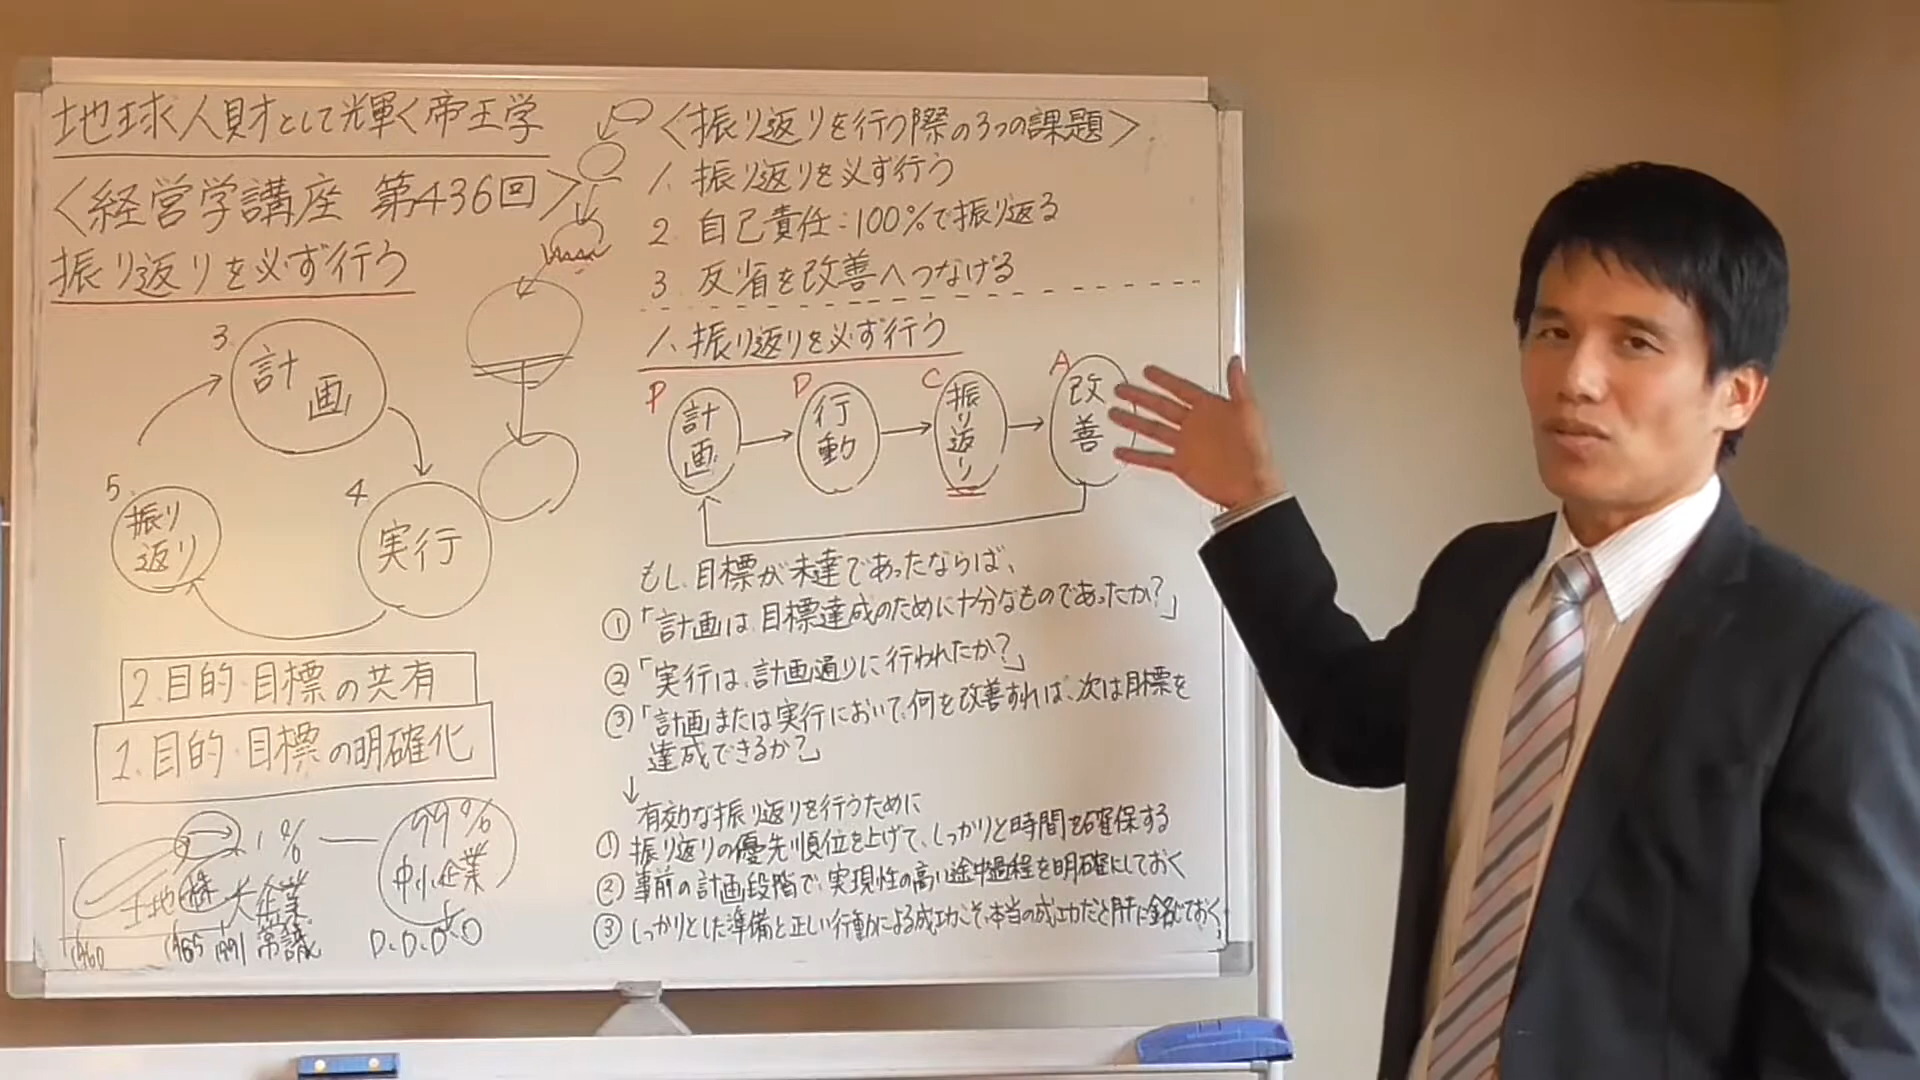 地球人財として輝く帝王学
〈経営学講座 第436回〉
振り返りを必ず行う
3.
計画
4
実行
5.
振り返り
2.目的・目標の共有
1.目的・目標の明確化
1% — 99%
中小企業
土地 株 大企業
1960 1985 1991 常識
D・D・D・D
〈振り返りを行う際の3つの課題〉
1. 振り返りを必ず行う
2. 自己責任:100%で振り返る
3. 反省を改善へつなげる
1. 振り返りを必ず行う
P D C A
計画 行動 振り返り 改善
もし、目標が未達であったならば、
①「計画は、目標達成のために十分なものであったか?」
②「実行は、計画通りに行われたか?」
③「計画または実行において、何を改善すれば、次は目標を
達成できるか?」
↓
有効な振り返りを行うために
① 振り返りの優先順位を上げて、しっかりと時間を確保する
② 事前の計画段階で、実現性の高い途中過程を明確にしておく
③ しっかりとした準備と正しい行動による成功こそ、本当の成功だと肝に銘じておく